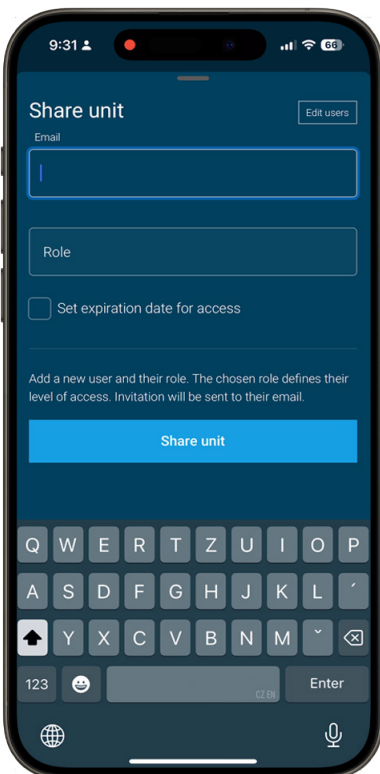 9:31
66
Share unit
Edit users
Email
Role
Set expiration date for access
Add a new user and their role. The chosen role defines their
level of access. Invitation will be sent to their email.
Share unit
Q W E R T Z U I O P
A S D F G H J K L ´
Y X C V B N M ˇ
123
CZ EN
Enter